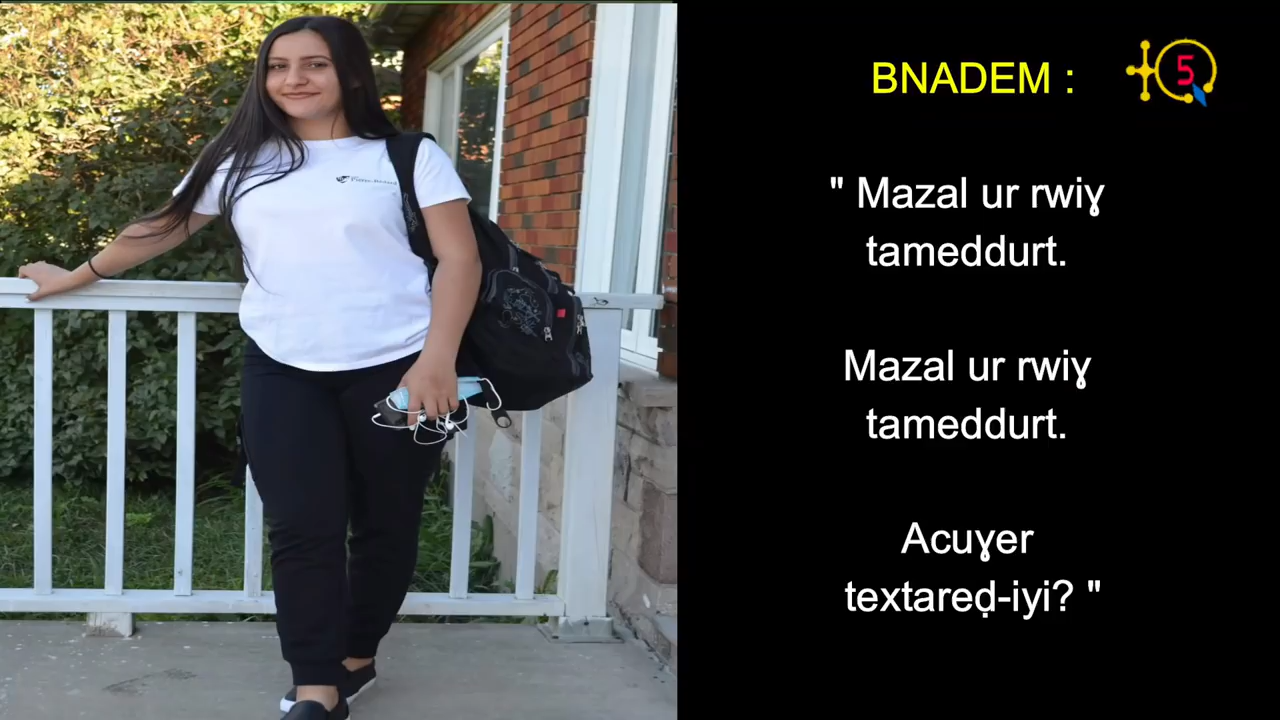 BNADEM :
5
" Mazal ur rwiɣ
tameddurt.
Mazal ur rwiɣ
tameddurt.
Acuɣer
textareḍ-iyi? "